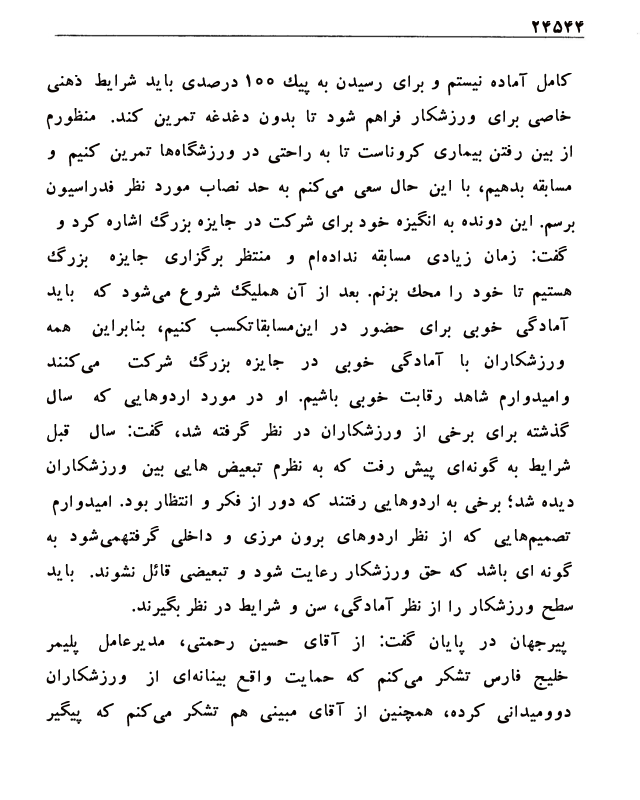 ۲۴۵۴۴
کامل آماده نیستم و برای رسیدن به پیك ۱۰۰ درصدی باید شرایط ذهنی
خاصی برای ورزشکار فراهم شود تا بدون دغدغه تمرین کند. منظورم
از بین رفتن بیماری کروناست تا به راحتی در ورزشگاه‌ها تمرین کنیم و
مسابقه بدهیم، با این حال سعی می‌کنم به حد نصاب مورد نظر فدراسیون
برسم. این دونده به انگیزه خود برای شرکت در جایزه بزرگ اشاره کرد و
گفت: زمان زیادی مسابقه نداده‌ام و منتظر برگزاری جایزه بزرگ
هستیم تا خود را محك بزنم. بعد از آن هملیگ شروع می‌شود که باید
آمادگی خوبی برای حضور در این‌مسابقاتکسب کنیم، بنابراین همه
ورزشکاران با آمادگی خوبی در جایزه بزرگ شرکت می‌کنند
وامیدوارم شاهد رقابت خوبی باشیم. او در مورد اردوهایی که سال
گذشته برای برخی از ورزشکاران در نظر گرفته شد، گفت: سال قبل
شرایط به گونه‌ای پیش رفت که به نظرم تبعیض هایی بین ورزشکاران
دیده شد؛ برخی به اردوهایی رفتند که دور از فکر و انتظار بود. امیدوارم
تصمیم‌هایی که از نظر اردوهای برون مرزی و داخلی گرفتهمی‌شود به
گونه ای باشد که حق ورزشکار رعایت شود و تبعیضی قائل نشوند. باید
سطح ورزشکار را از نظر آمادگی، سن و شرایط در نظر بگیرند.
پیرجهان در پایان گفت: از آقای حسین رحمتی، مدیرعامل پلیمر
خلیج فارس تشکر می‌کنم که حمایت واقع بینانه‌ای از ورزشکاران
دوومیدانی کرده، همچنین از آقای مبینی هم تشکر می‌کنم که پیگیر